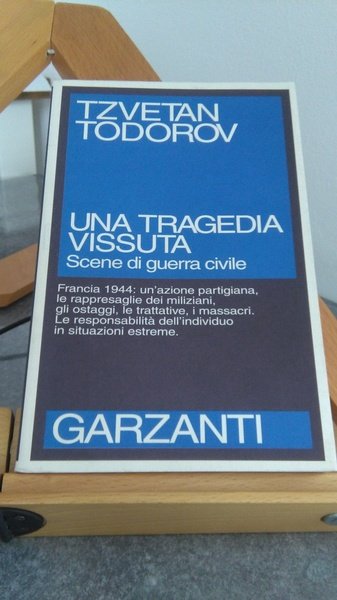 TZVETAN
TODOROV
UNA TRAGEDIA
VISSUTA
Scene di guerra civile
Francia 1944: un'azione partigiana,
le rappresaglie dei miliziani,
gli ostaggi, le trattative, i massacri.
Le responsabilità dell'individuo
in situazioni estreme.
GARZANTI